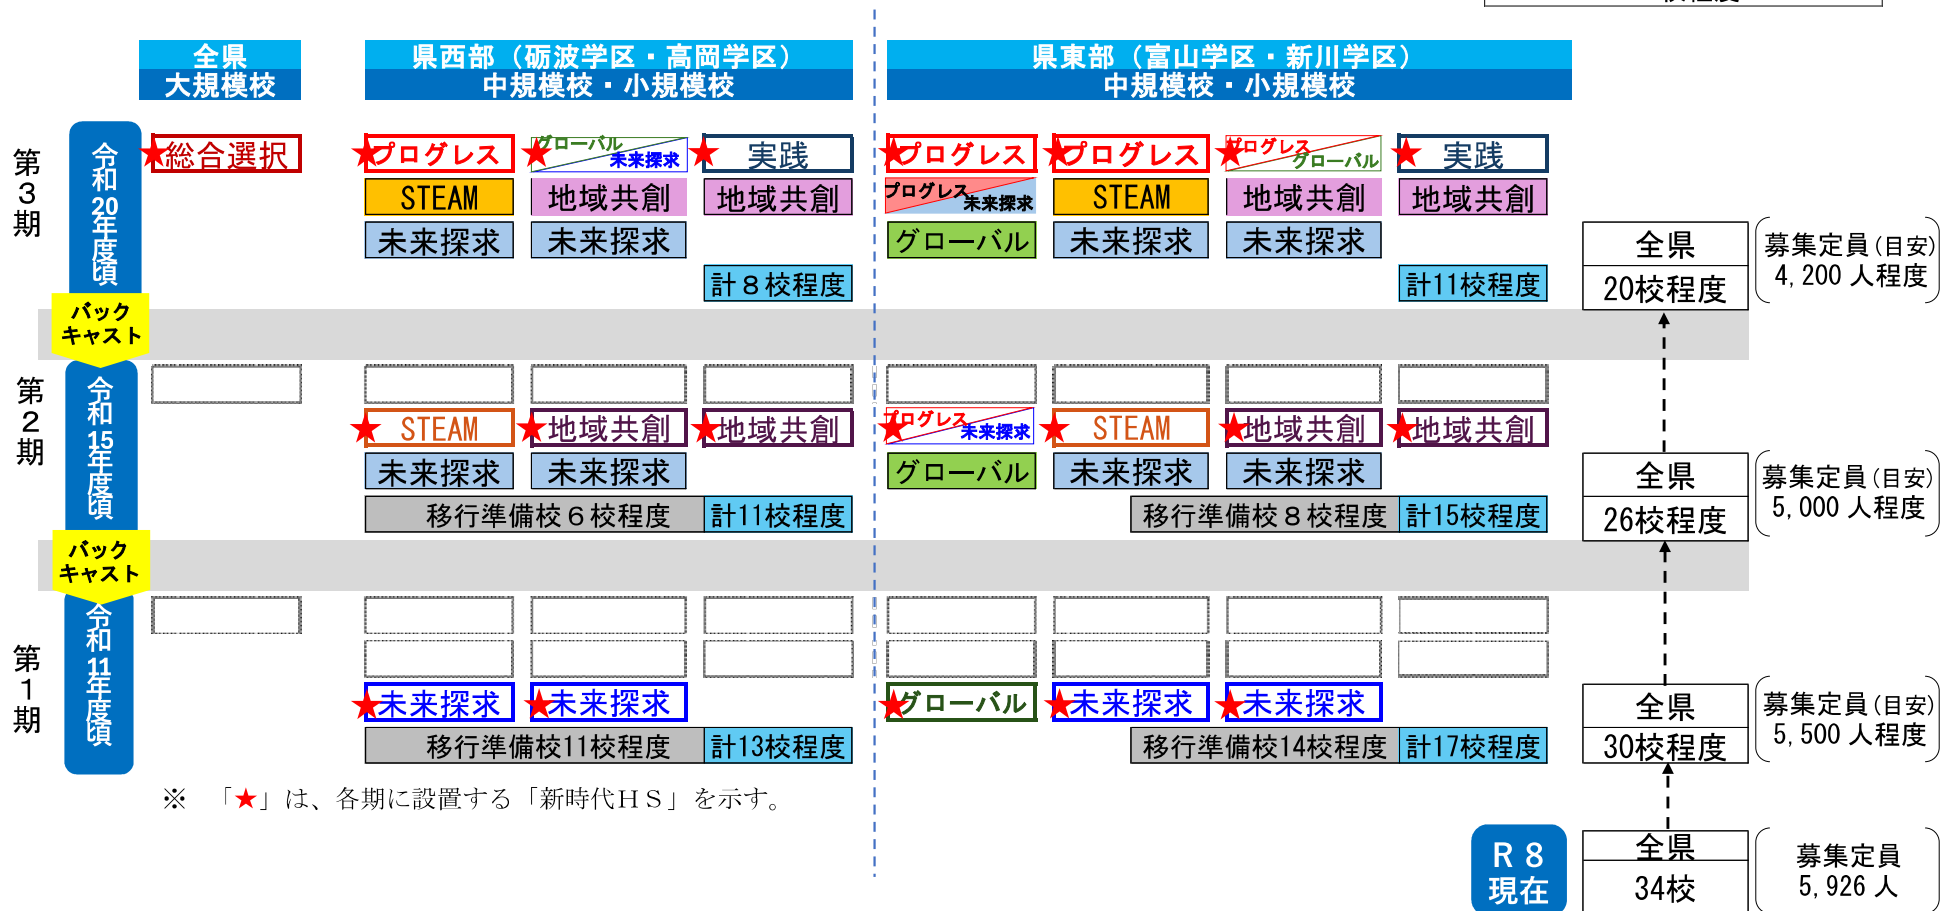 全県
大規模校
県西部（砺波学区・高岡学区）
中規模校・小規模校
県東部（富山学区・新川学区）
中規模校・小規模校
第３期
令和20年度頃
★総合選択
★プログレス
★グローバル 未来探求
★実践
★プログレス
★プログレス
★プログレス グローバル
★実践
STEAM
地域共創
地域共創
プログレス 未来探求
STEAM
地域共創
地域共創
未来探求
未来探求
グローバル
未来探求
未来探求
計８校程度
計11校程度
全県
20校程度
募集定員(目安)
4,200 人程度
バック
キャスト
第２期
令和15年度頃
★STEAM
★地域共創
★地域共創
★プログレス 未来探求
★STEAM
★地域共創
★地域共創
未来探求
未来探求
グローバル
未来探求
未来探求
移行準備校６校程度
計11校程度
移行準備校８校程度
計15校程度
全県
26校程度
募集定員(目安)
5,000 人程度
バック
キャスト
第１期
令和11年度頃
★未来探求
★未来探求
★グローバル
★未来探求
★未来探求
移行準備校11校程度
計13校程度
移行準備校14校程度
計17校程度
全県
30校程度
募集定員(目安)
5,500 人程度
※　「★」は、各期に設置する「新時代ＨＳ」を示す。
Ｒ８
現在
全県
34校
募集定員
5,926 人